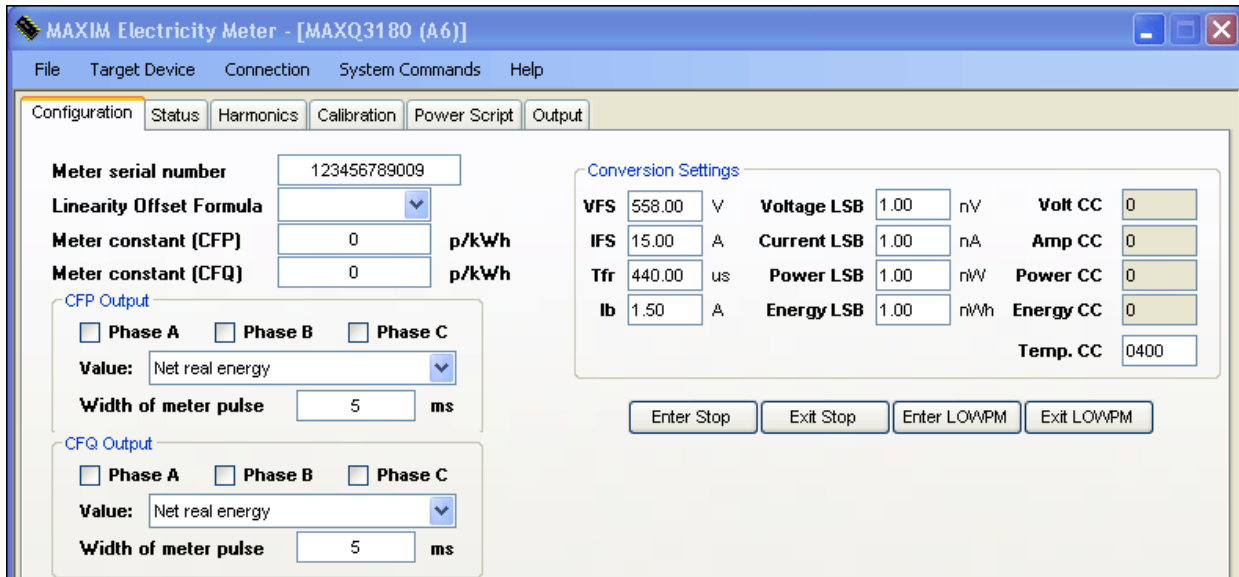 MAXIM Electricity Meter - [MAXQ3180 (A6)]
File Target Device Connection System Commands Help
Configuration Status Harmonics Calibration Power Script Output
Meter serial number 123456789009
Linearity Offset Formula
Meter constant (CFP) 0 p/kWh
Meter constant (CFQ) 0 p/kWh
CFP Output
Phase A Phase B Phase C
Value: Net real energy
Width of meter pulse 5 ms
CFQ Output
Phase A Phase B Phase C
Value: Net real energy
Width of meter pulse 5 ms
Conversion Settings
VFS 558.00 V Voltage LSB 1.00 nV Volt CC 0
IFS 15.00 A Current LSB 1.00 nA Amp CC 0
Tfr 440.00 us Power LSB 1.00 nW Power CC 0
Ib 1.50 A Energy LSB 1.00 nWh Energy CC 0
Temp. CC 0400
Enter Stop Exit Stop Enter LOWPM Exit LOWPM